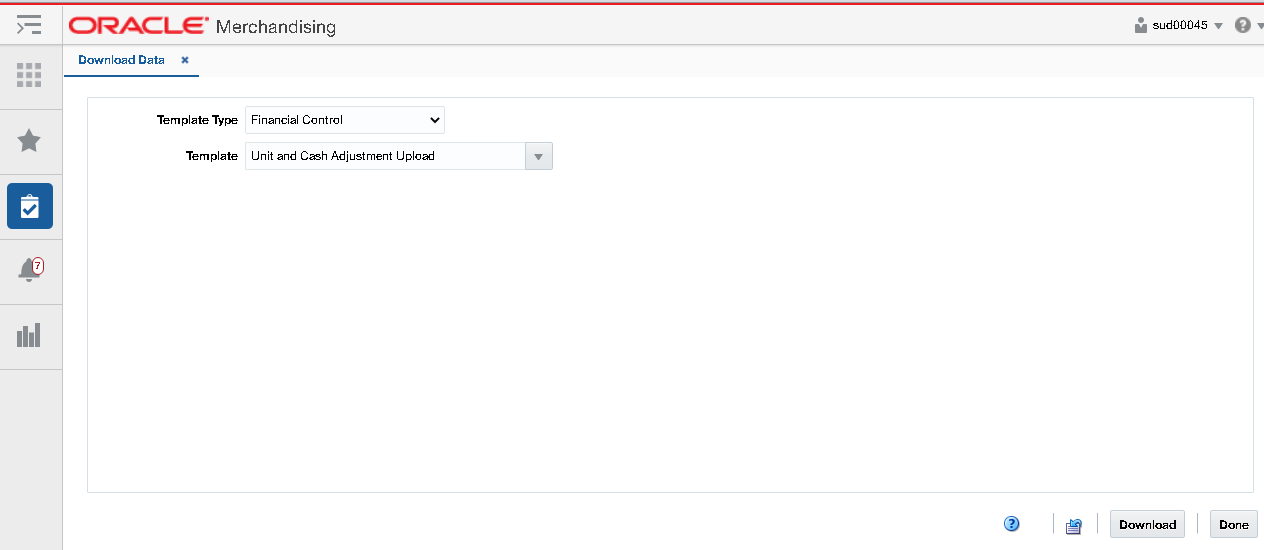 ORACLE Merchandising
sud00045
?
Download Data
Template Type Financial Control
Template Unit and Cash Adjustment Upload
7
?
Download
Done